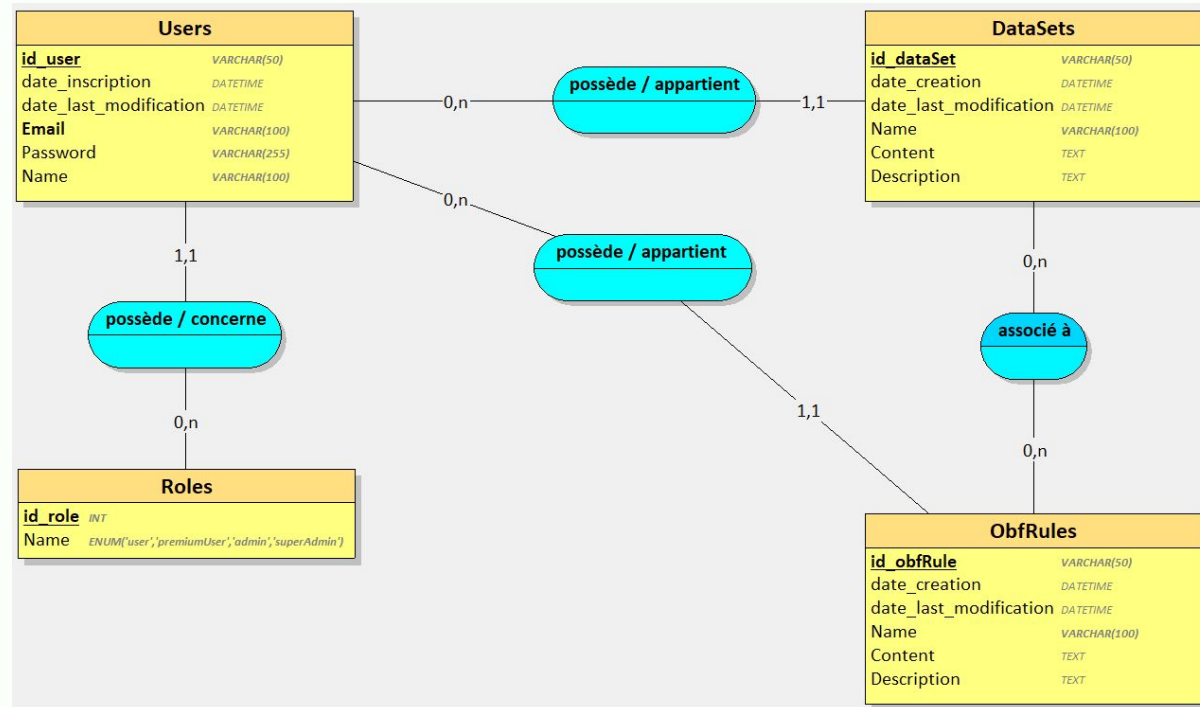 Users
id_user VARCHAR(50)
date_inscription DATETIME
date_last_modification DATETIME
Email VARCHAR(100)
Password VARCHAR(255)
Name VARCHAR(100)
0,n
possède / appartient
1,1
DataSets
id_dataSet VARCHAR(50)
date_creation DATETIME
date_last_modification DATETIME
Name VARCHAR(100)
Content TEXT
Description TEXT
0,n
possède / appartient
1,1
1,1
possède / concerne
0,n
0,n
associé à
0,n
Roles
id_role INT
Name ENUM('user','premiumUser','admin','superAdmin')
ObfRules
id_obfRule VARCHAR(50)
date_creation DATETIME
date_last_modification DATETIME
Name VARCHAR(100)
Content TEXT
Description TEXT